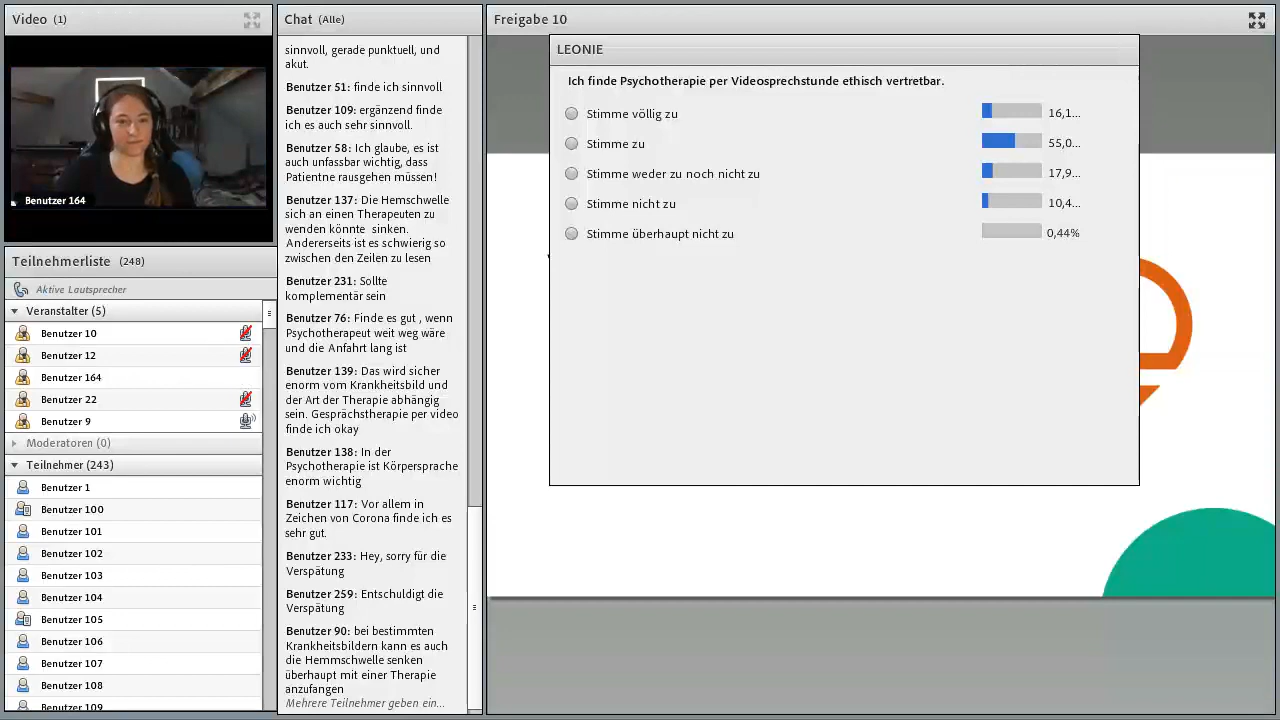 Video (1)
Benutzer 164
Teilnehmerliste (248)
Aktive Lautsprecher
Veranstalter (5)
Benutzer 10
Benutzer 12
Benutzer 164
Benutzer 22
Benutzer 9
Moderatoren (0)
Teilnehmer (243)
Benutzer 1
Benutzer 100
Benutzer 101
Benutzer 102
Benutzer 103
Benutzer 104
Benutzer 105
Benutzer 106
Benutzer 107
Benutzer 108
Benutzer 109
Chat (Alle)
sinnvoll, gerade punktuell, und
akut.
Benutzer 51: finde ich sinnvoll
Benutzer 109: ergänzend finde
ich es auch sehr sinnvoll.
Benutzer 58: Ich glaube, es ist
auch unfassbar wichtig, dass
Patientne rausgehen müssen!
Benutzer 137: Die Hemschwelle
sich an einen Therapeuten zu
wenden könnte sinken.
Andererseits ist es schwierig so
zwischen den Zeilen zu lesen
Benutzer 231: Sollte
komplementär sein
Benutzer 76: Finde es gut , wenn
Psychotherapeut weit weg wäre
und die Anfahrt lang ist
Benutzer 139: Das wird sicher
enorm vom Krankheitsbild und
der Art der Therapie abhängig
sein. Gesprächstherapie per video
finde ich okay
Benutzer 138: In der
Psychotherapie ist Körpersprache
enorm wichtig
Benutzer 117: Vor allem in
Zeichen von Corona finde ich es
sehr gut.
Benutzer 233: Hey, sorry für die
Verspätung
Benutzer 259: Entschuldigt die
Verspätung
Benutzer 90: bei bestimmten
Krankheitsbildern kann es auch
die Hemmschwelle senken
überhaupt mit einer Therapie
anzufangen
Mehrere Teilnehmer geben ein...
Freigabe 10
LEONIE
Ich finde Psychotherapie per Videosprechstunde ethisch vertretbar.
Stimme völlig zu 16,1...
Stimme zu 55,0...
Stimme weder zu noch nicht zu 17,9...
Stimme nicht zu 10,4...
Stimme überhaupt nicht zu 0,44%